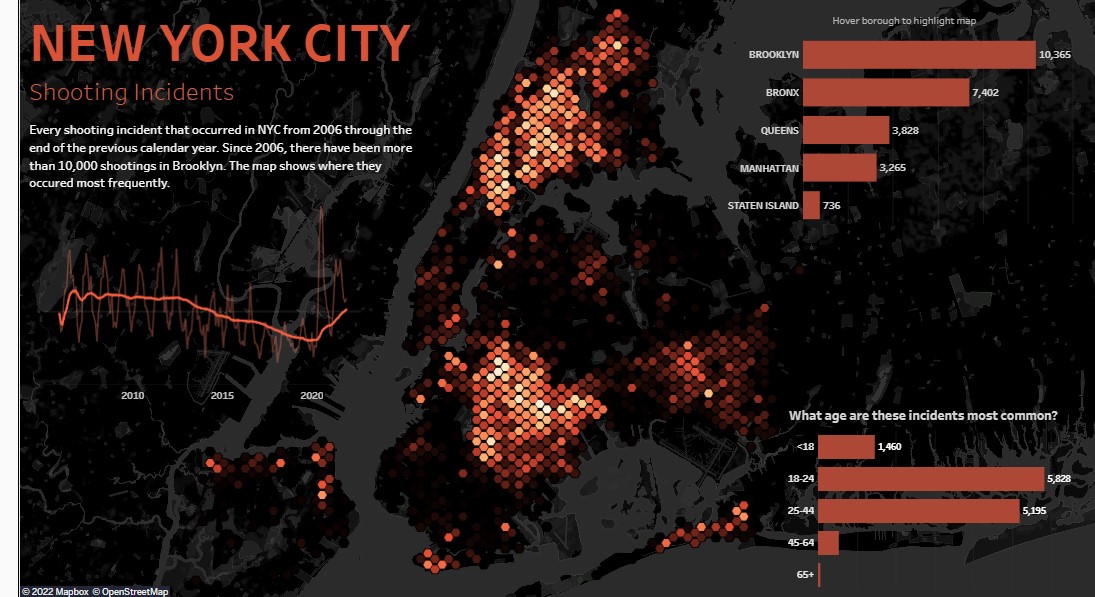 NEW YORK CITY
Shooting Incidents
Every shooting incident that occurred in NYC from 2006 through the
end of the previous calendar year. Since 2006, there have been more
than 10,000 shootings in Brooklyn. The map shows where they
occured most frequently.
2010 2015 2020
Hover borough to highlight map
BROOKLYN 10,365
BRONX 7,402
QUEENS 3,828
MANHATTAN 3,265
STATEN ISLAND 736
What age are these incidents most common?
<18 1,460
18-24 5,828
25-44 5,195
45-64
65+
© 2022 Mapbox © OpenStreetMap